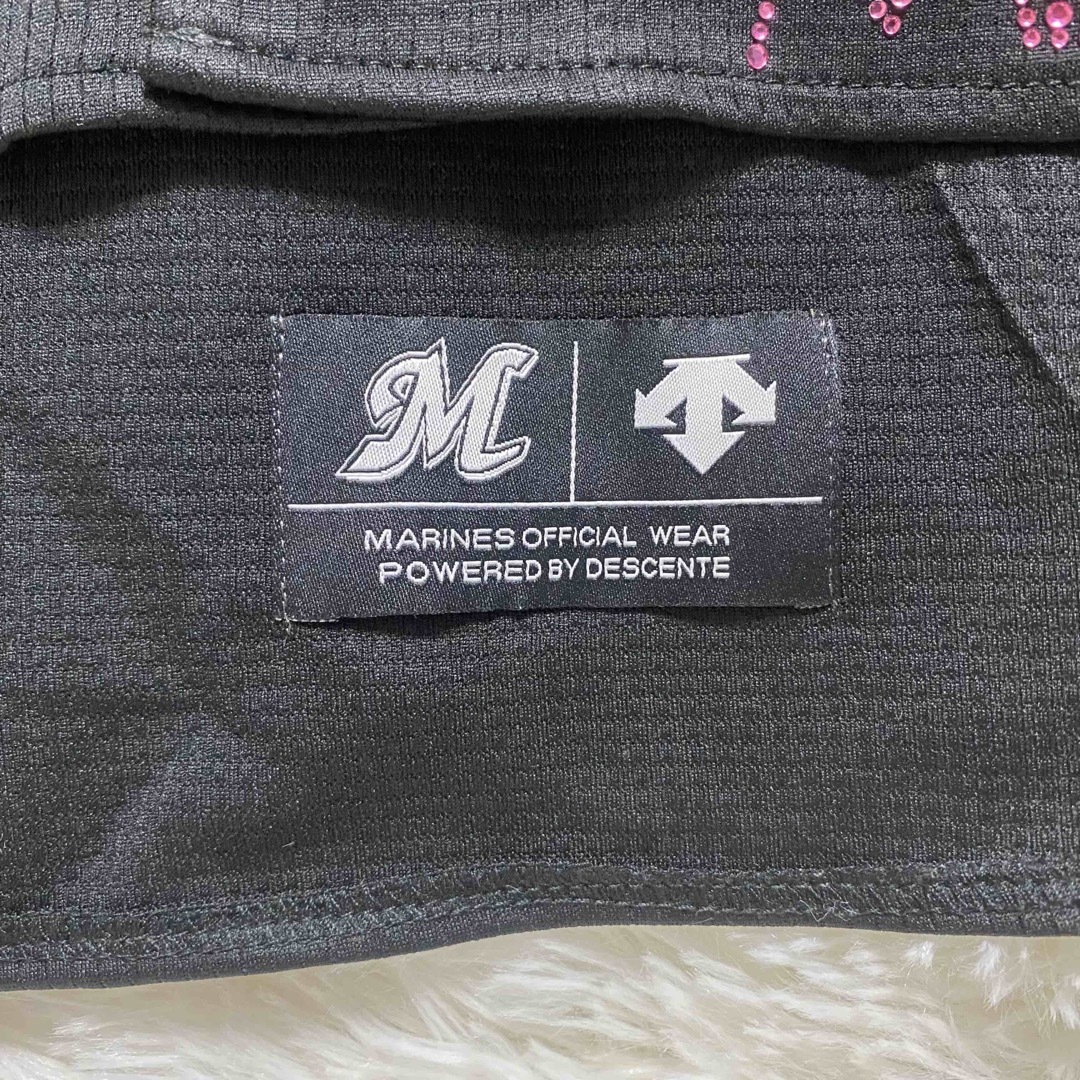 M
MARINES OFFICIAL WEAR
POWERED BY DESCENTE